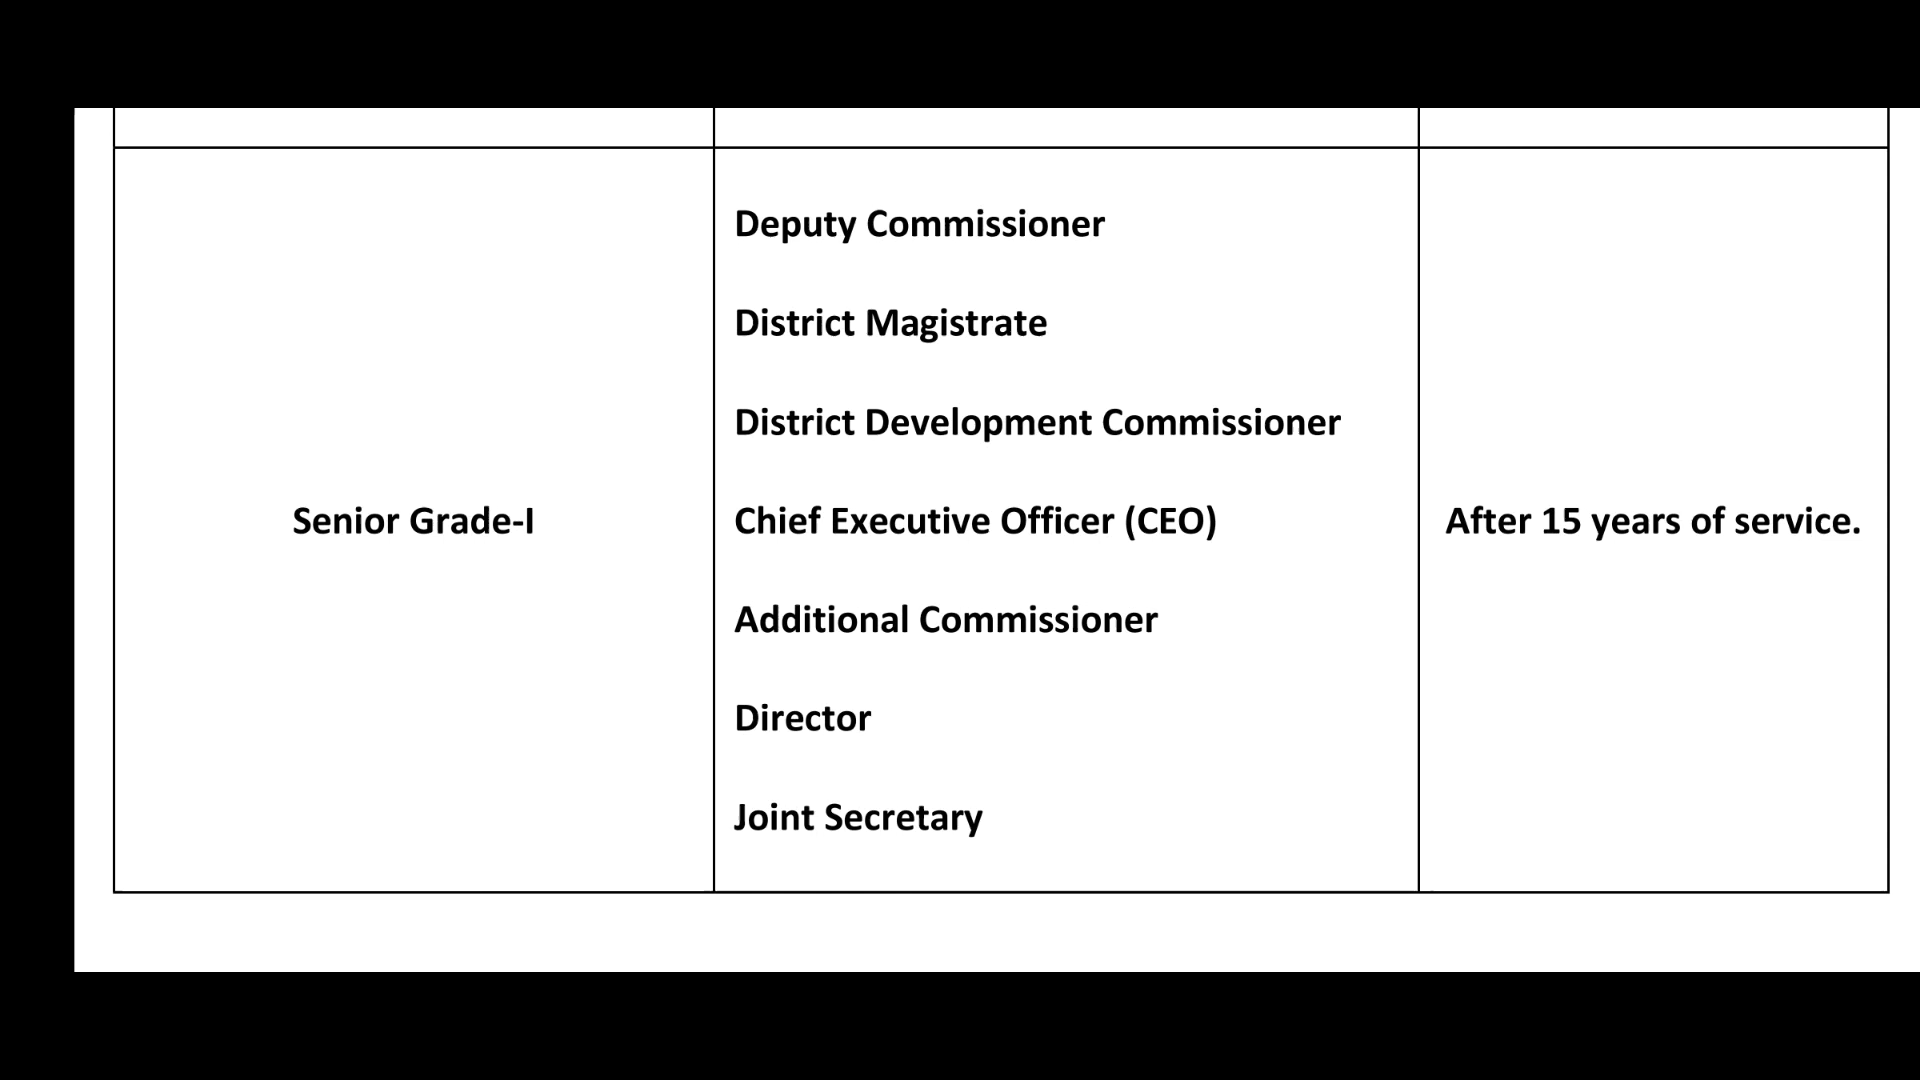 Senior Grade-I
Deputy Commissioner
District Magistrate
District Development Commissioner
Chief Executive Officer (CEO)
Additional Commissioner
Director
Joint Secretary
After 15 years of service.